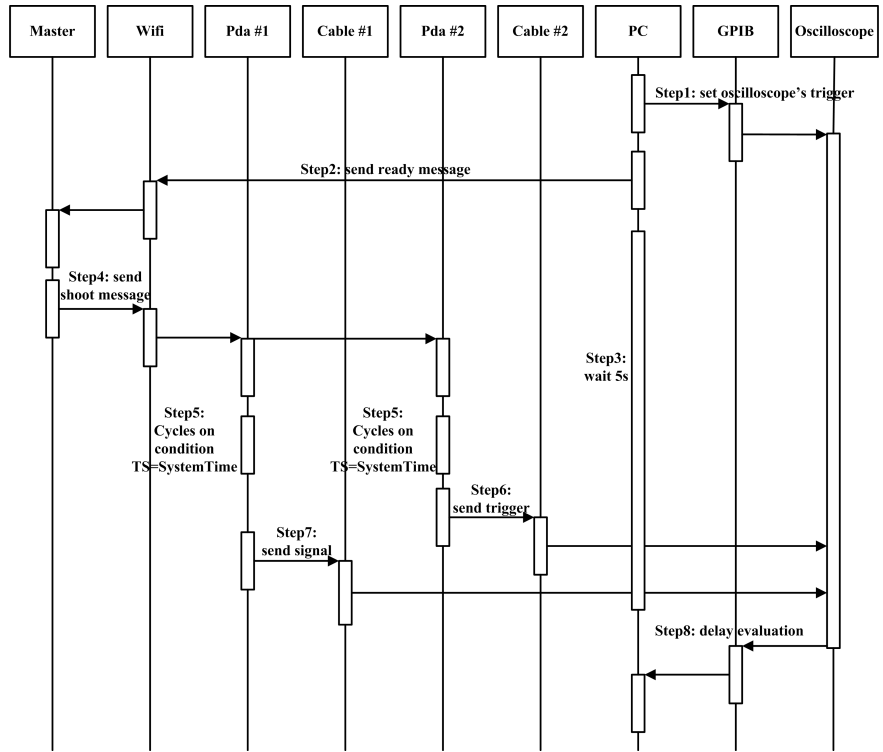 Master
Wifi
Pda #1
Cable #1
Pda #2
Cable #2
PC
GPIB
Oscilloscope
Step1: set oscilloscope's trigger
Step2: send ready message
Step4: send
shoot message
Step3:
wait 5s
Step5:
Cycles on
condition
TS=SystemTime
Step5:
Cycles on
condition
TS=SystemTime
Step6:
send trigger
Step7:
send signal
Step8: delay evaluation